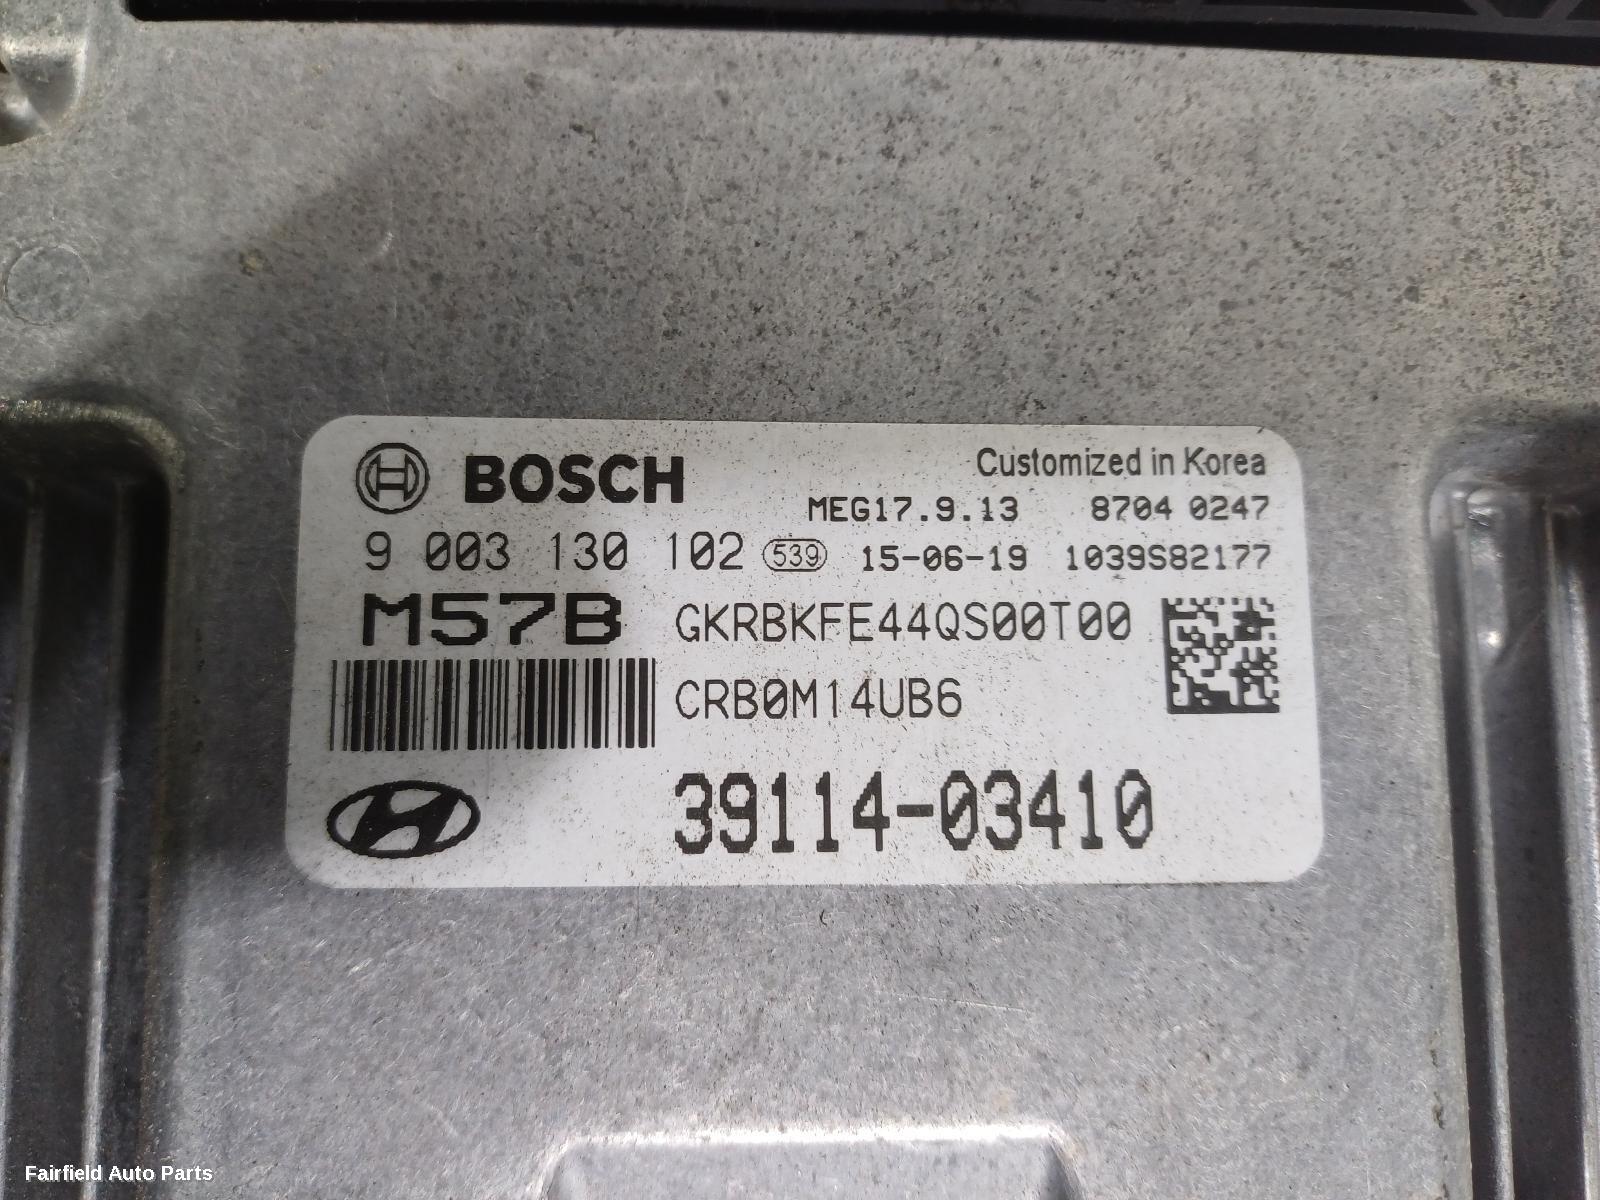 BOSCH
Customized in Korea
MEG17.9.13 8704 0247
9 003 130 102 539 15-06-19 1039S82177
M57B GKRBKFE44QS00T00
CRB0M14UB6
39114-03410
Fairfield Auto Parts